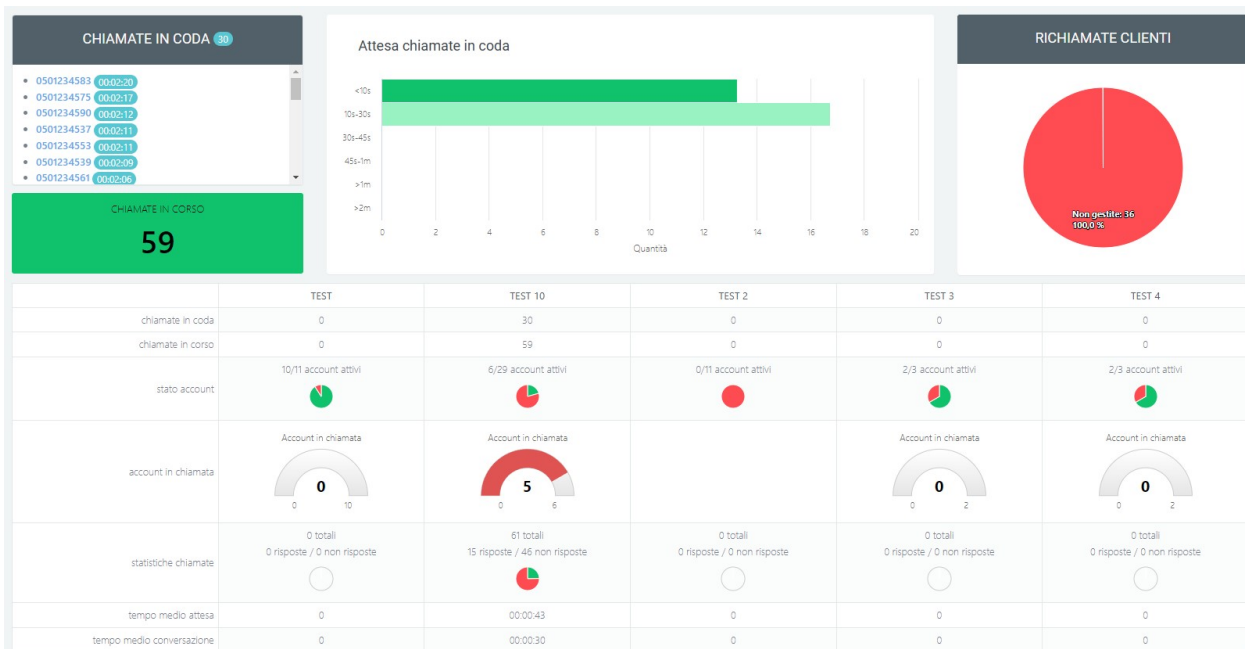 CHIAMATE IN CODA 30
0501234583 00:02:20
0501234575 00:02:17
0501234590 00:02:12
0501234537 00:02:11
0501234553 00:02:11
0501234539 00:02:09
0501234561 00:02:06
CHIAMATE IN CORSO
59
Attesa chiamate in coda
<10s
10s-30s
30s-45s
45s-1m
>1m
>2m
0 2 4 6 8 10 12 14 16 18 20
Quantità
RICHIAMATE CLIENTI
Non gestite: 36
100,0 %
TEST TEST 10 TEST 2 TEST 3 TEST 4
chiamate in coda 0 30 0 0 0
chiamate in corso 0 59 0 0 0
stato account 10/11 account attivi 6/29 account attivi 0/11 account attivi 2/3 account attivi 2/3 account attivi
account in chiamata
Account in chiamata Account in chiamata Account in chiamata Account in chiamata
0 5 0 0
0 10 0 6 0 2 0 2
statistiche chiamate
0 totali 61 totali 0 totali 0 totali 0 totali
0 risposte / 0 non risposte 15 risposte / 46 non risposte 0 risposte / 0 non risposte 0 risposte / 0 non risposte 0 risposte / 0 non risposte
tempo medio attesa 0 00:00:43 0 0 0
tempo medio conversazione 0 00:00:30 0 0 0